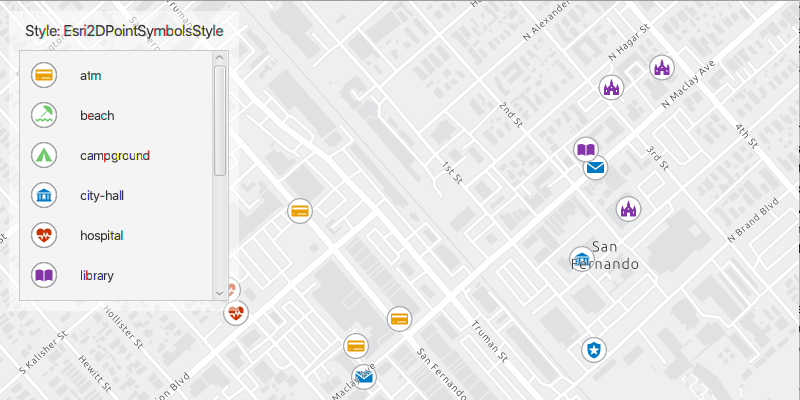 Style: Esri2DPointSymbolsStyle
atm
beach
campground
city-hall
hospital
library
N Hagar St
N Maclay Ave
2nd St
4th St
1st St
3rd St
N Brand Blvd
San
Fernando
Hollister St
S Kalisher St
Hewitt St
Truman St
San Fernando
Maclay Ave